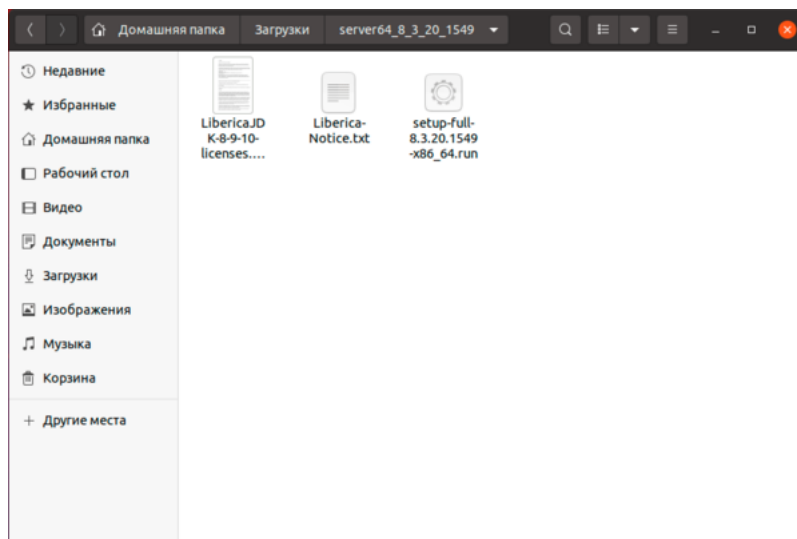 Домашняя папка Загрузки server64_8_3_20_1549
Недавние
Избранные
Домашняя папка
Рабочий стол
Видео
Документы
Загрузки
Изображения
Музыка
Корзина
Другие места
LibericaJD
K-8-9-10-
licenses....
Liberica-
Notice.txt
setup-full-
8.3.20.1549
-x86_64.run